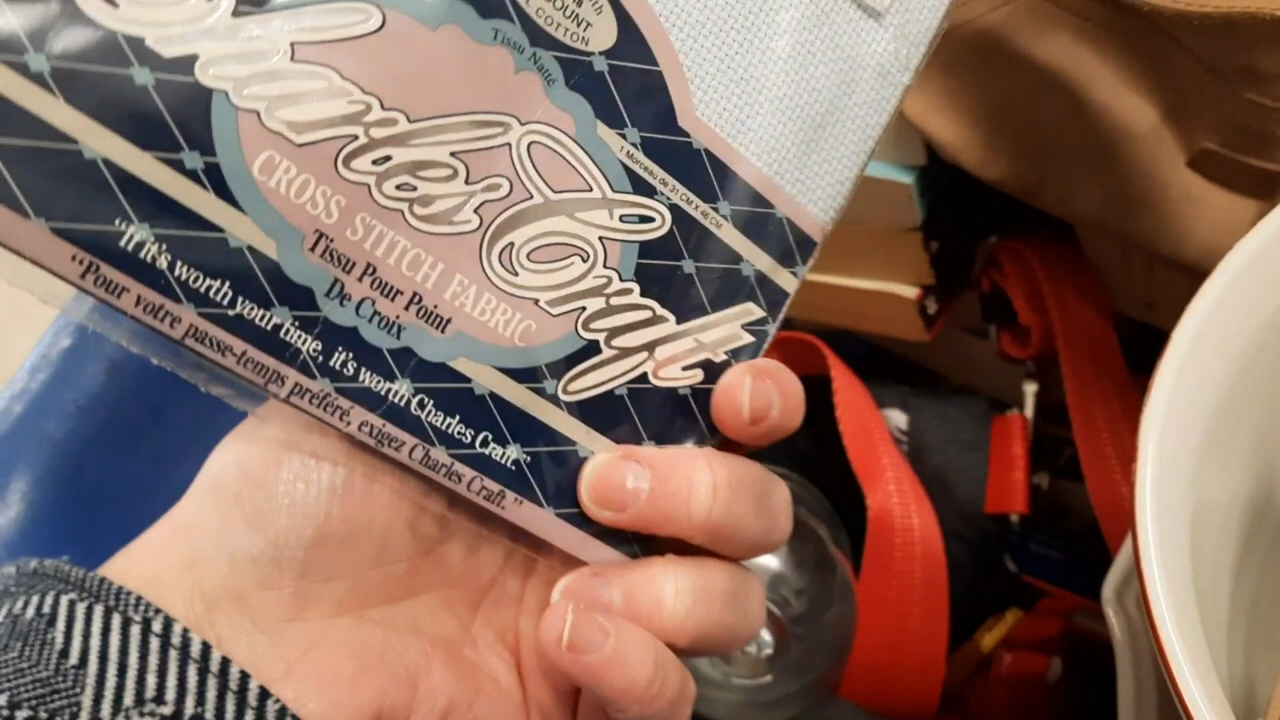 COUNT
COTTON
Tissu Natté
Charles Craft
1 Morceau de 31 CM X 46 CM
CROSS STITCH FABRIC
Tissu Pour Point
De Croix
“If it's worth your time, it's worth Charles Craft.”
“Pour votre passe-temps préféré, exigez Charles Craft.”